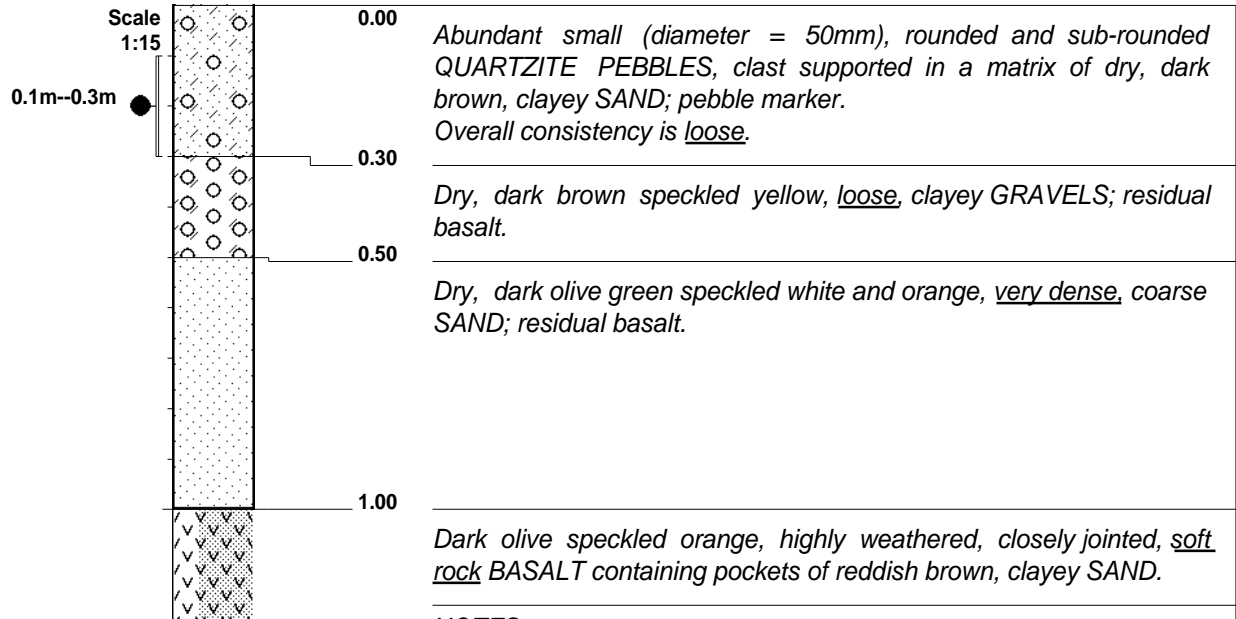 Scale
1:15
0.00
0.1m--0.3m
Abundant small (diameter = 50mm), rounded and sub-rounded
QUARTZITE PEBBLES, clast supported in a matrix of dry, dark
brown, clayey SAND; pebble marker.
Overall consistency is loose.
0.30
Dry, dark brown speckled yellow, loose, clayey GRAVELS; residual
basalt.
0.50
Dry, dark olive green speckled white and orange, very dense, coarse
SAND; residual basalt.
1.00
Dark olive speckled orange, highly weathered, closely jointed, soft
rock BASALT containing pockets of reddish brown, clayey SAND.